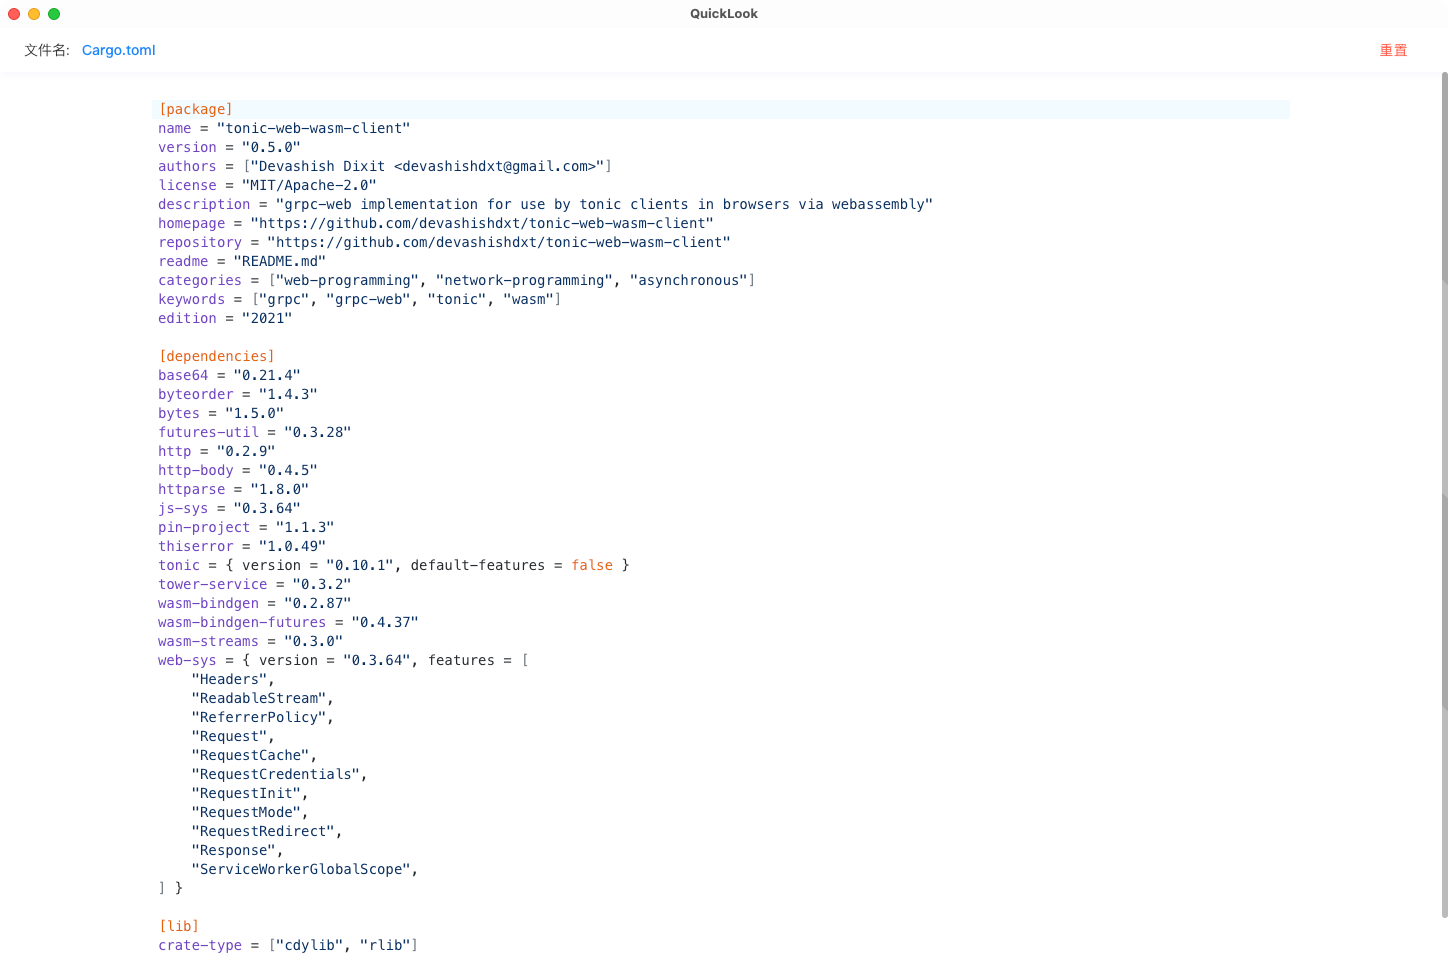 QuickLook
文件名: Cargo.toml
重置
[package]
name = "tonic-web-wasm-client"
version = "0.5.0"
authors = ["Devashish Dixit <devashishdxt@gmail.com>"]
license = "MIT/Apache-2.0"
description = "grpc-web implementation for use by tonic clients in browsers via webassembly"
homepage = "https://github.com/devashishdxt/tonic-web-wasm-client"
repository = "https://github.com/devashishdxt/tonic-web-wasm-client"
readme = "README.md"
categories = ["web-programming", "network-programming", "asynchronous"]
keywords = ["grpc", "grpc-web", "tonic", "wasm"]
edition = "2021"

[dependencies]
base64 = "0.21.4"
byteorder = "1.4.3"
bytes = "1.5.0"
futures-util = "0.3.28"
http = "0.2.9"
http-body = "0.4.5"
httparse = "1.8.0"
js-sys = "0.3.64"
pin-project = "1.1.3"
thiserror = "1.0.49"
tonic = { version = "0.10.1", default-features = false }
tower-service = "0.3.2"
wasm-bindgen = "0.2.87"
wasm-bindgen-futures = "0.4.37"
wasm-streams = "0.3.0"
web-sys = { version = "0.3.64", features = [
    "Headers",
    "ReadableStream",
    "ReferrerPolicy",
    "Request",
    "RequestCache",
    "RequestCredentials",
    "RequestInit",
    "RequestMode",
    "RequestRedirect",
    "Response",
    "ServiceWorkerGlobalScope",
] }

[lib]
crate-type = ["cdylib", "rlib"]